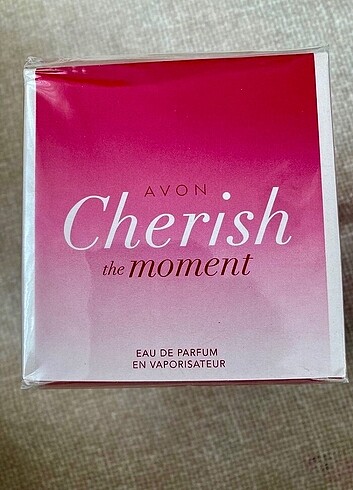 AVON
Cherish
the moment
EAU DE PARFUM
EN VAPORISATEUR